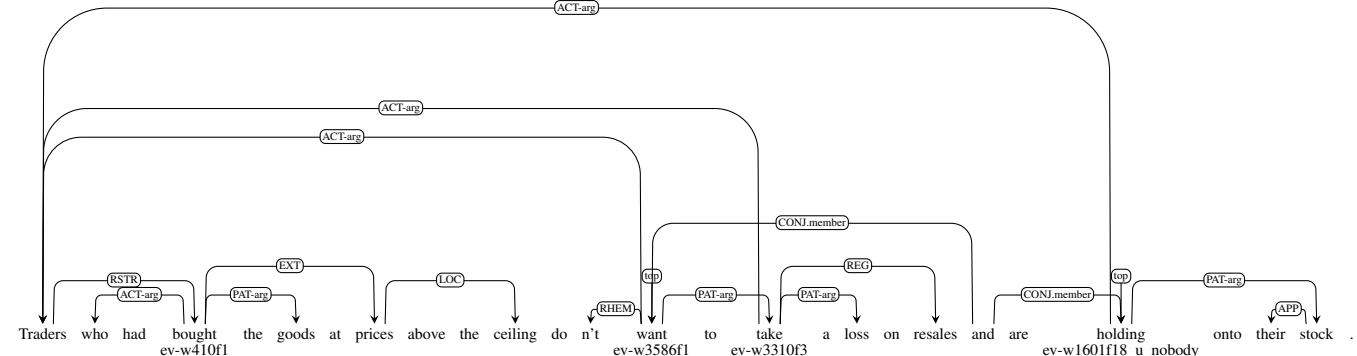 ACT-arg
ACT-arg
ACT-arg
CONJ.member
EXT REG
RSTR LOC top top PAT-arg
ACT-arg PAT-arg PAT-arg PAT-arg CONJ.member
RHEM APP
Traders who had bought the goods at prices above the ceiling do n't want to take a loss on resales and are holding onto their stock .
ev-w410f1 ev-w3586f1 ev-w3310f3 ev-w1601f18_u_nobody